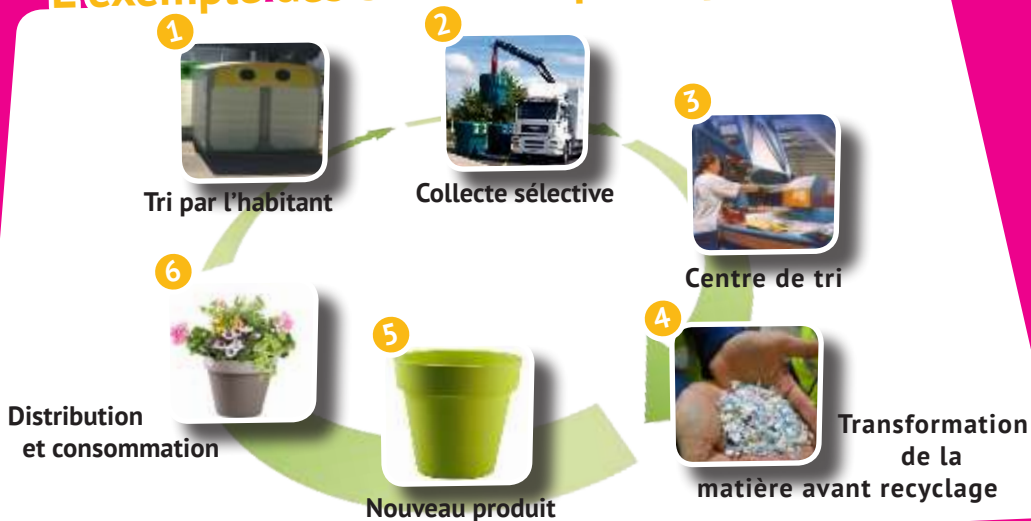 1
Tri par l'habitant
2
Collecte sélective
3
Centre de tri
4
Transformation
de la
matière avant recyclage
5
Nouveau produit
6
Distribution
et consommation